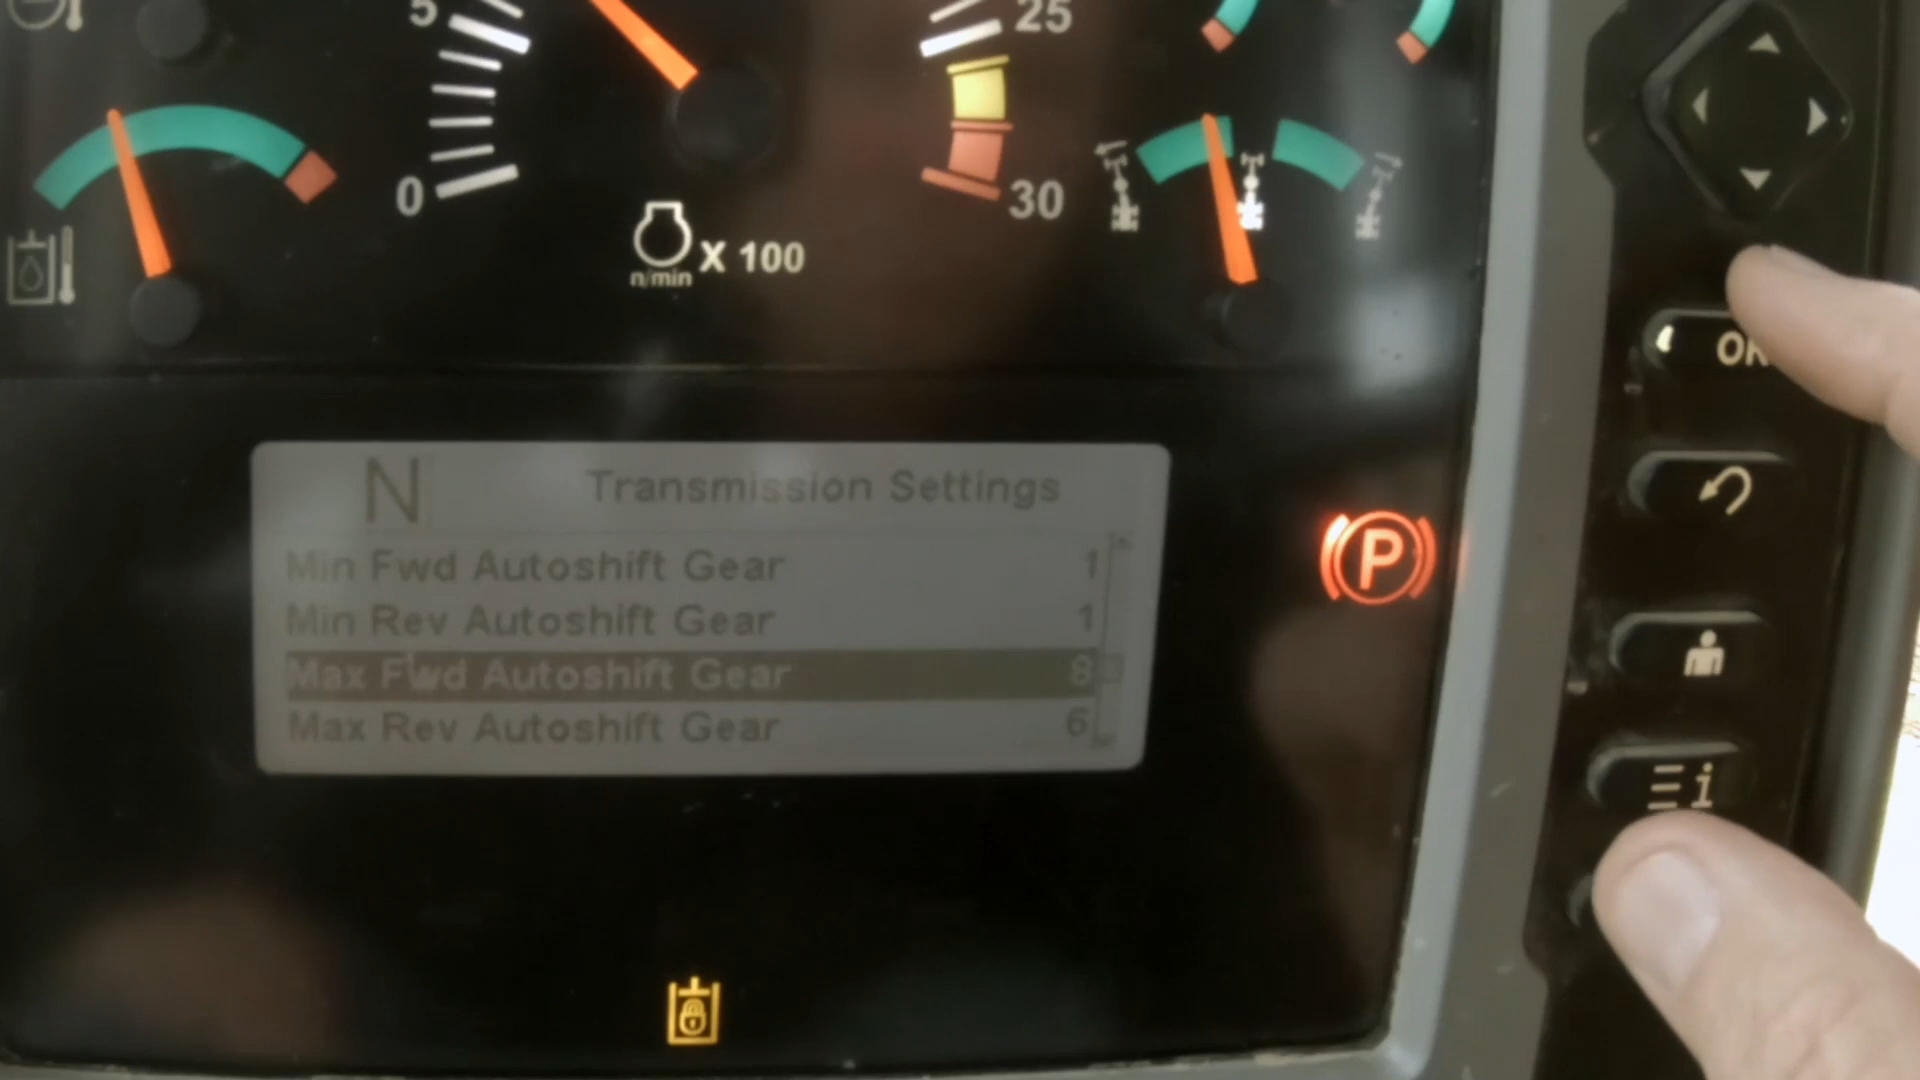 5
25
0
30
n/min X 100
OK
N Transmission Settings
Min Fwd Autoshift Gear 1
Min Rev Autoshift Gear 1
Max Fwd Autoshift Gear 8
Max Rev Autoshift Gear 6
P
i